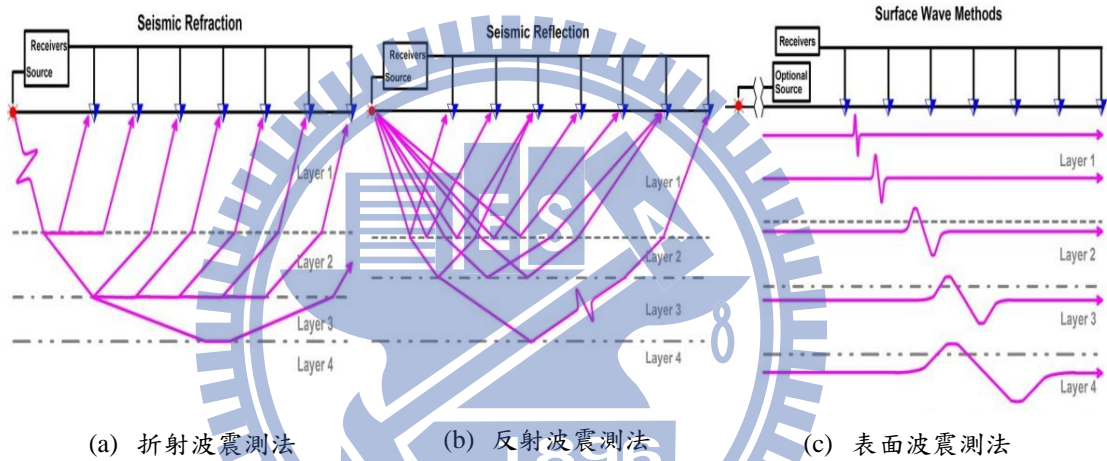 Seismic Refraction
Receivers
Source
Layer 1
Layer 2
Layer 3
Layer 4
(a) 折射波震測法
Seismic Reflection
Receivers
Source
Layer 1
Layer 2
Layer 3
Layer 4
(b) 反射波震測法
Surface Wave Methods
Receivers
Optional
Source
Layer 1
Layer 2
Layer 3
Layer 4
(c) 表面波震測法
E S A
8
1896